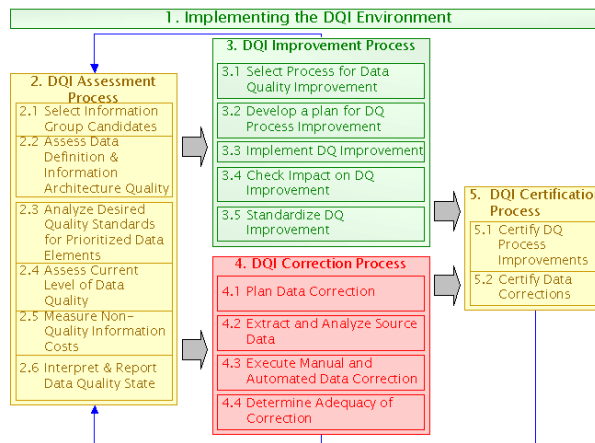 1. Implementing the DQI Environment
2. DQI Assessment
Process
2.1 Select Information
Group Candidates
2.2 Assess Data
Definition &
Information
Architecture Quality
2.3 Analyze Desired
Quality Standards
for Prioritized Data
Elements
2.4 Assess Current
Level of Data
Quality
2.5 Measure Non-
Quality Information
Costs
2.6 Interpret & Report
Data Quality State
3. DQI Improvement Process
3.1 Select Process for Data
Quality Improvement
3.2 Develop a plan for DQ
Process Improvement
3.3 Implement DQ Improvement
3.4 Check Impact on DQ
Improvement
3.5 Standardize DQ
Improvement
4. DQI Correction Process
4.1 Plan Data Correction
4.2 Extract and Analyze Source
Data
4.3 Execute Manual and
Automated Data Correction
4.4 Determine Adequacy of
Correction
5. DQI Certification
Process
5.1 Certify DQ
Process
Improvements
5.2 Certify Data
Corrections